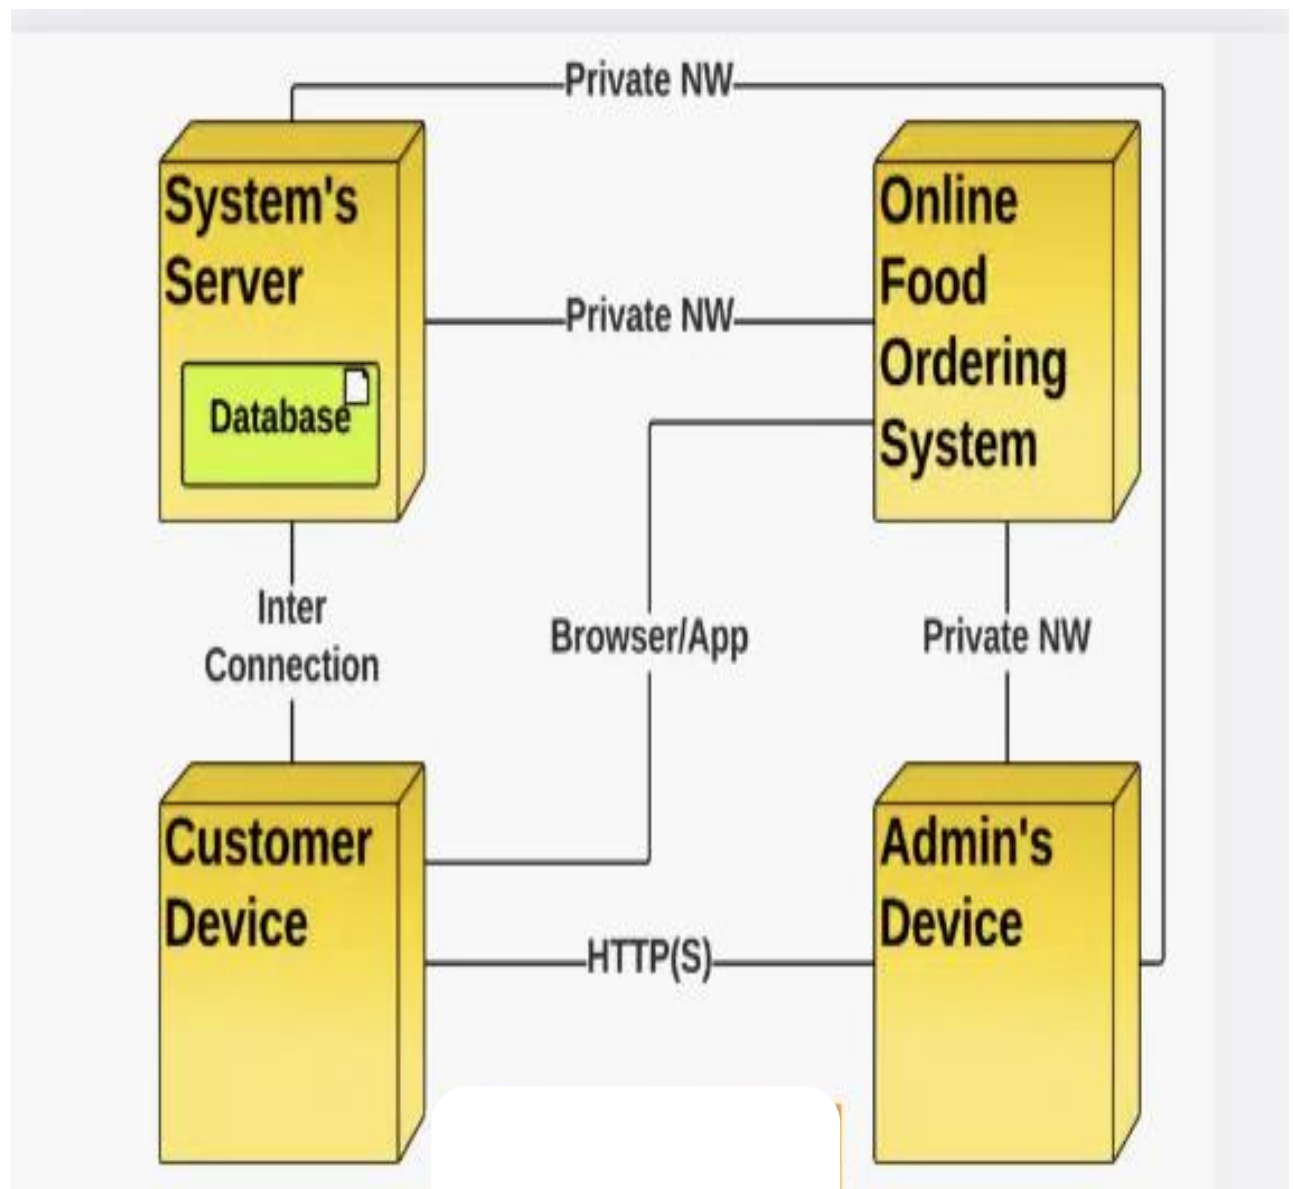 Private NW
System's
Server
Database
Online
Food
Ordering
System
Private NW
Inter
Connection
Browser/App
Private NW
Customer
Device
Admin's
Device
HTTP(S)